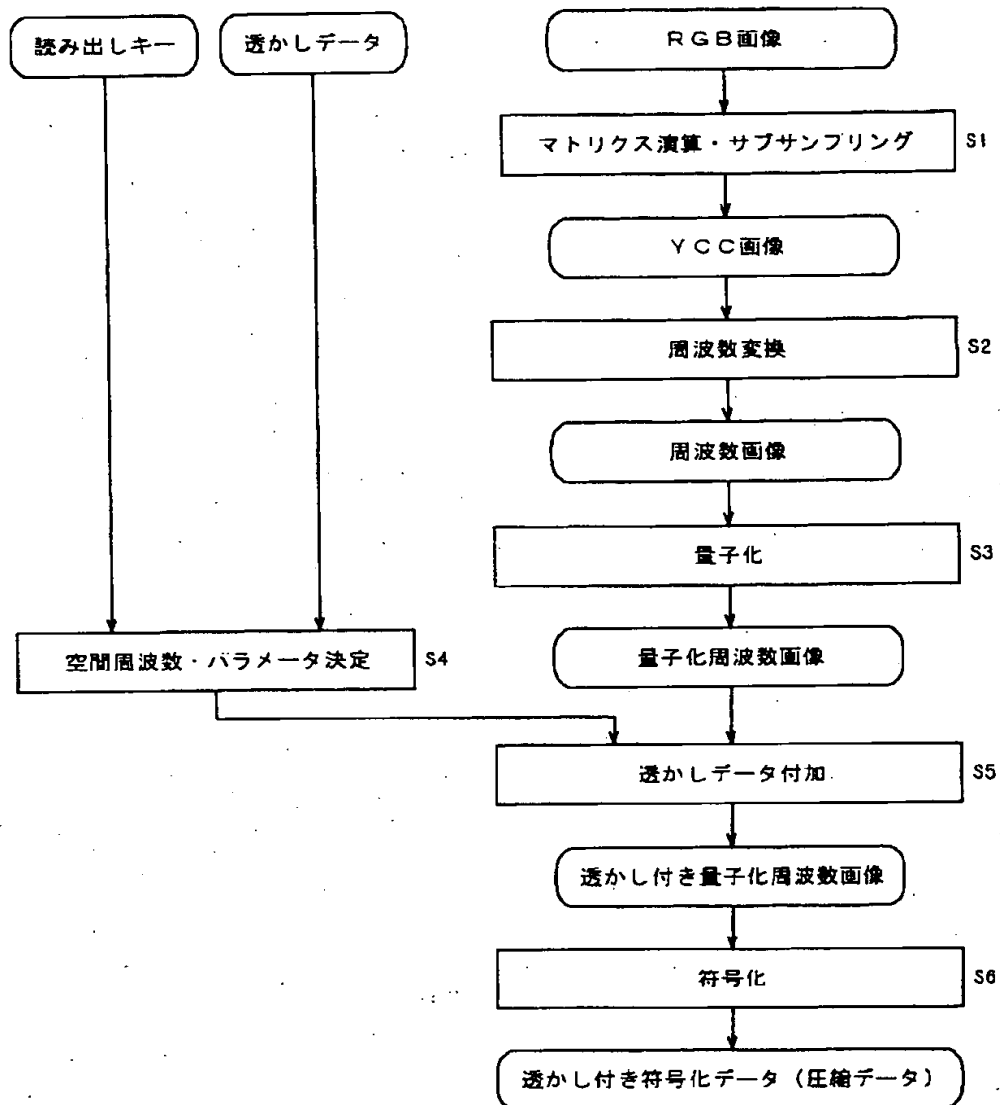 読み出しキー
透かしデータ
RGB画像
マトリクス演算・サブサンプリング
S1
YCC画像
周波数変換
S2
周波数画像
量子化
S3
空間周波数・パラメータ決定
S4
量子化周波数画像
透かしデータ付加
S5
透かし付き量子化周波数画像
符号化
S6
透かし付き符号化データ(圧縮データ)